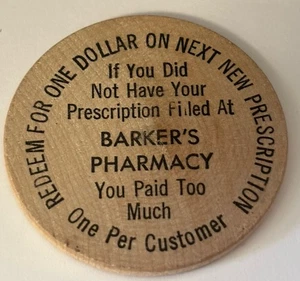 REDEEM FOR ONE DOLLAR ON NEXT NEW PRESCRIPTION
If You Did
Not Have Your
Prescription Filled At
BARKER'S
PHARMACY
You Paid Too
Much
One Per Customer